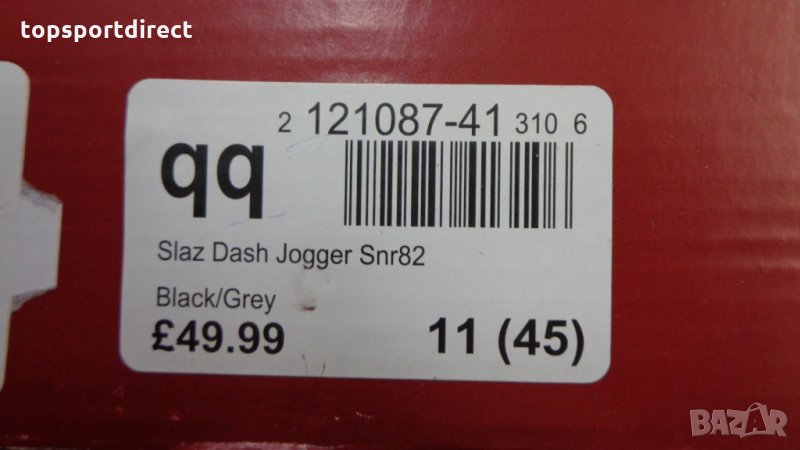 topsportdirect
2 121087-41 310 6
qq
Slaz Dash Jogger Snr82
Black/Grey
£49.99 11 (45)
BAZAR